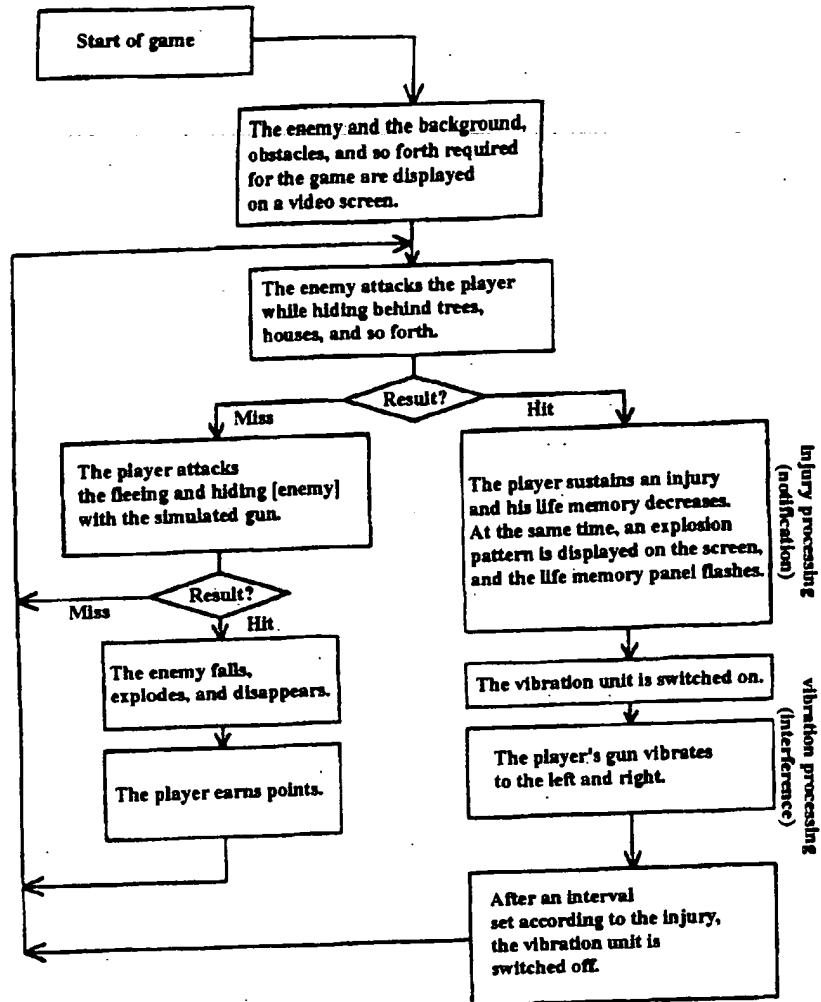 Start of game
The enemy and the background,
obstacles, and so forth required
for the game are displayed
on a video screen.
The enemy attacks the player
while hiding behind trees,
houses, and so forth.
Result?
Miss
Hit
The player attacks
the fleeing and hiding [enemy]
with the simulated gun.
Result?
Miss
Hit
The enemy falls,
explodes, and disappears.
The player earns points.
The player sustains an injury
and his life memory decreases.
At the same time, an explosion
pattern is displayed on the screen,
and the life memory panel flashes.
injury processing
(notification)
The vibration unit is switched on.
The player's gun vibrates
to the left and right.
vibration processing
(interference)
After an interval
set according to the injury,
the vibration unit is
switched off.